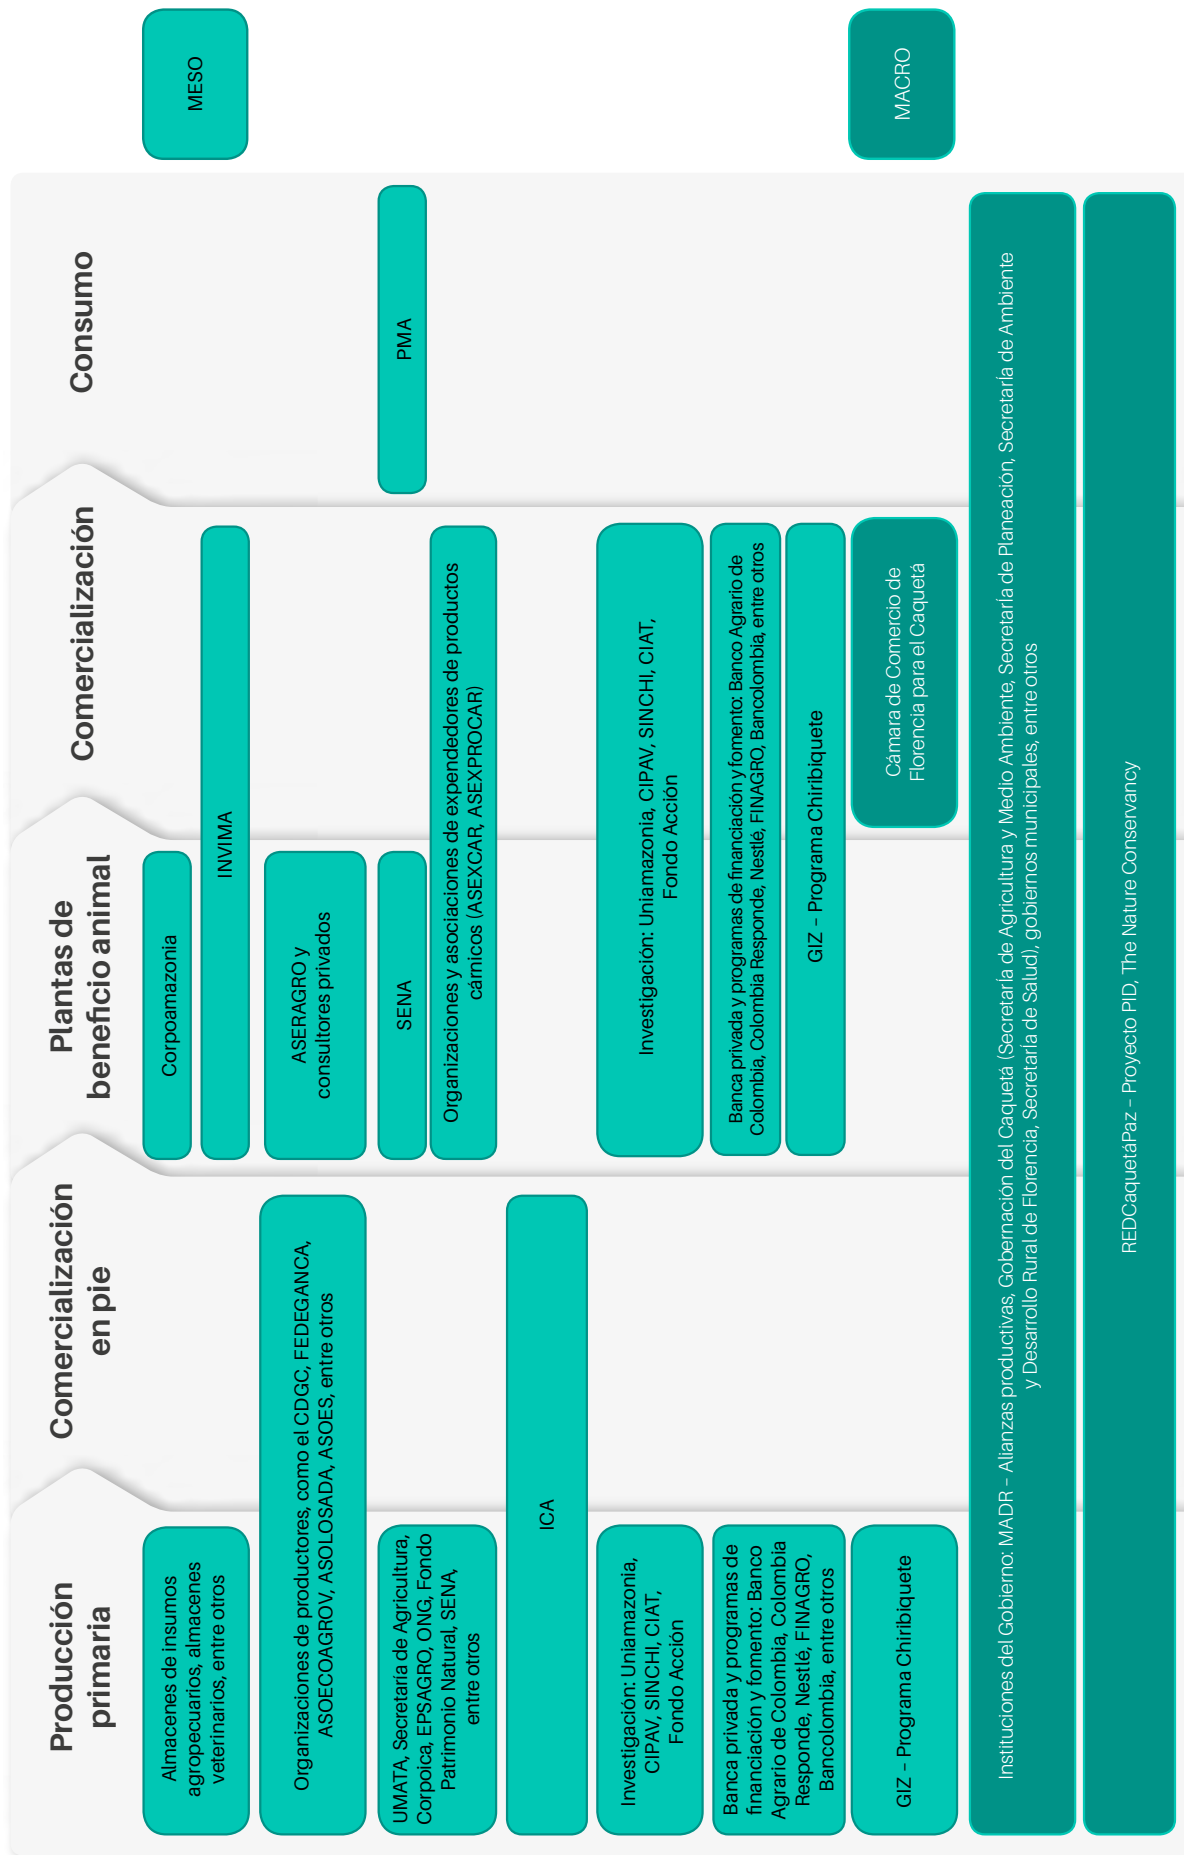 Producción
primaria
Comercialización
en pie
Plantas de
beneficio animal
Comercialización
Consumo
Almacenes de insumos
agropecuarios, almacenes
veterinarios, entre otros
Corpoamazonia
MESO
INVIMA
Organizaciones de productores, como el CDGC, FEDEGANCA,
ASOECOAGROV, ASOLOSADA, ASOES, entre otros
ASERAGRO y
consultores privados
UMATA, Secretaría de Agricultura,
Corpoica, EPSAGRO, ONG, Fondo
Patrimonio Natural, SENA,
entre otros
SENA
PMA
Organizaciones y asociaciones de expendedores de productos
cárnicos (ASEXCAR, ASEXPROCAR)
ICA
Investigación: Uniamazonia,
CIPAV, SINCHI, CIAT,
Fondo Acción
Investigación: Uniamazonia, CIPAV, SINCHI, CIAT,
Fondo Acción
Banca privada y programas de
financiación y fomento: Banco
Agrario de Colombia, Colombia
Responde, Nestlé, FINAGRO,
Bancolombia, entre otros
Banca privada y programas de financiación y fomento: Banco Agrario de
Colombia, Colombia Responde, Nestlé, FINAGRO, Bancolombia, entre otros
GIZ – Programa Chiribiquete
GIZ – Programa Chiribiquete
Cámara de Comercio de
Florencia para el Caquetá
MACRO
Instituciones del Gobierno: MADR – Alianzas productivas, Gobernación del Caquetá (Secretaría de Agricultura y Medio Ambiente, Secretaría de Planeación, Secretaría de Ambiente
y Desarrollo Rural de Florencia, Secretaría de Salud), gobiernos municipales, entre otros
REDCaquetáPaz – Proyecto PID, The Nature Conservancy